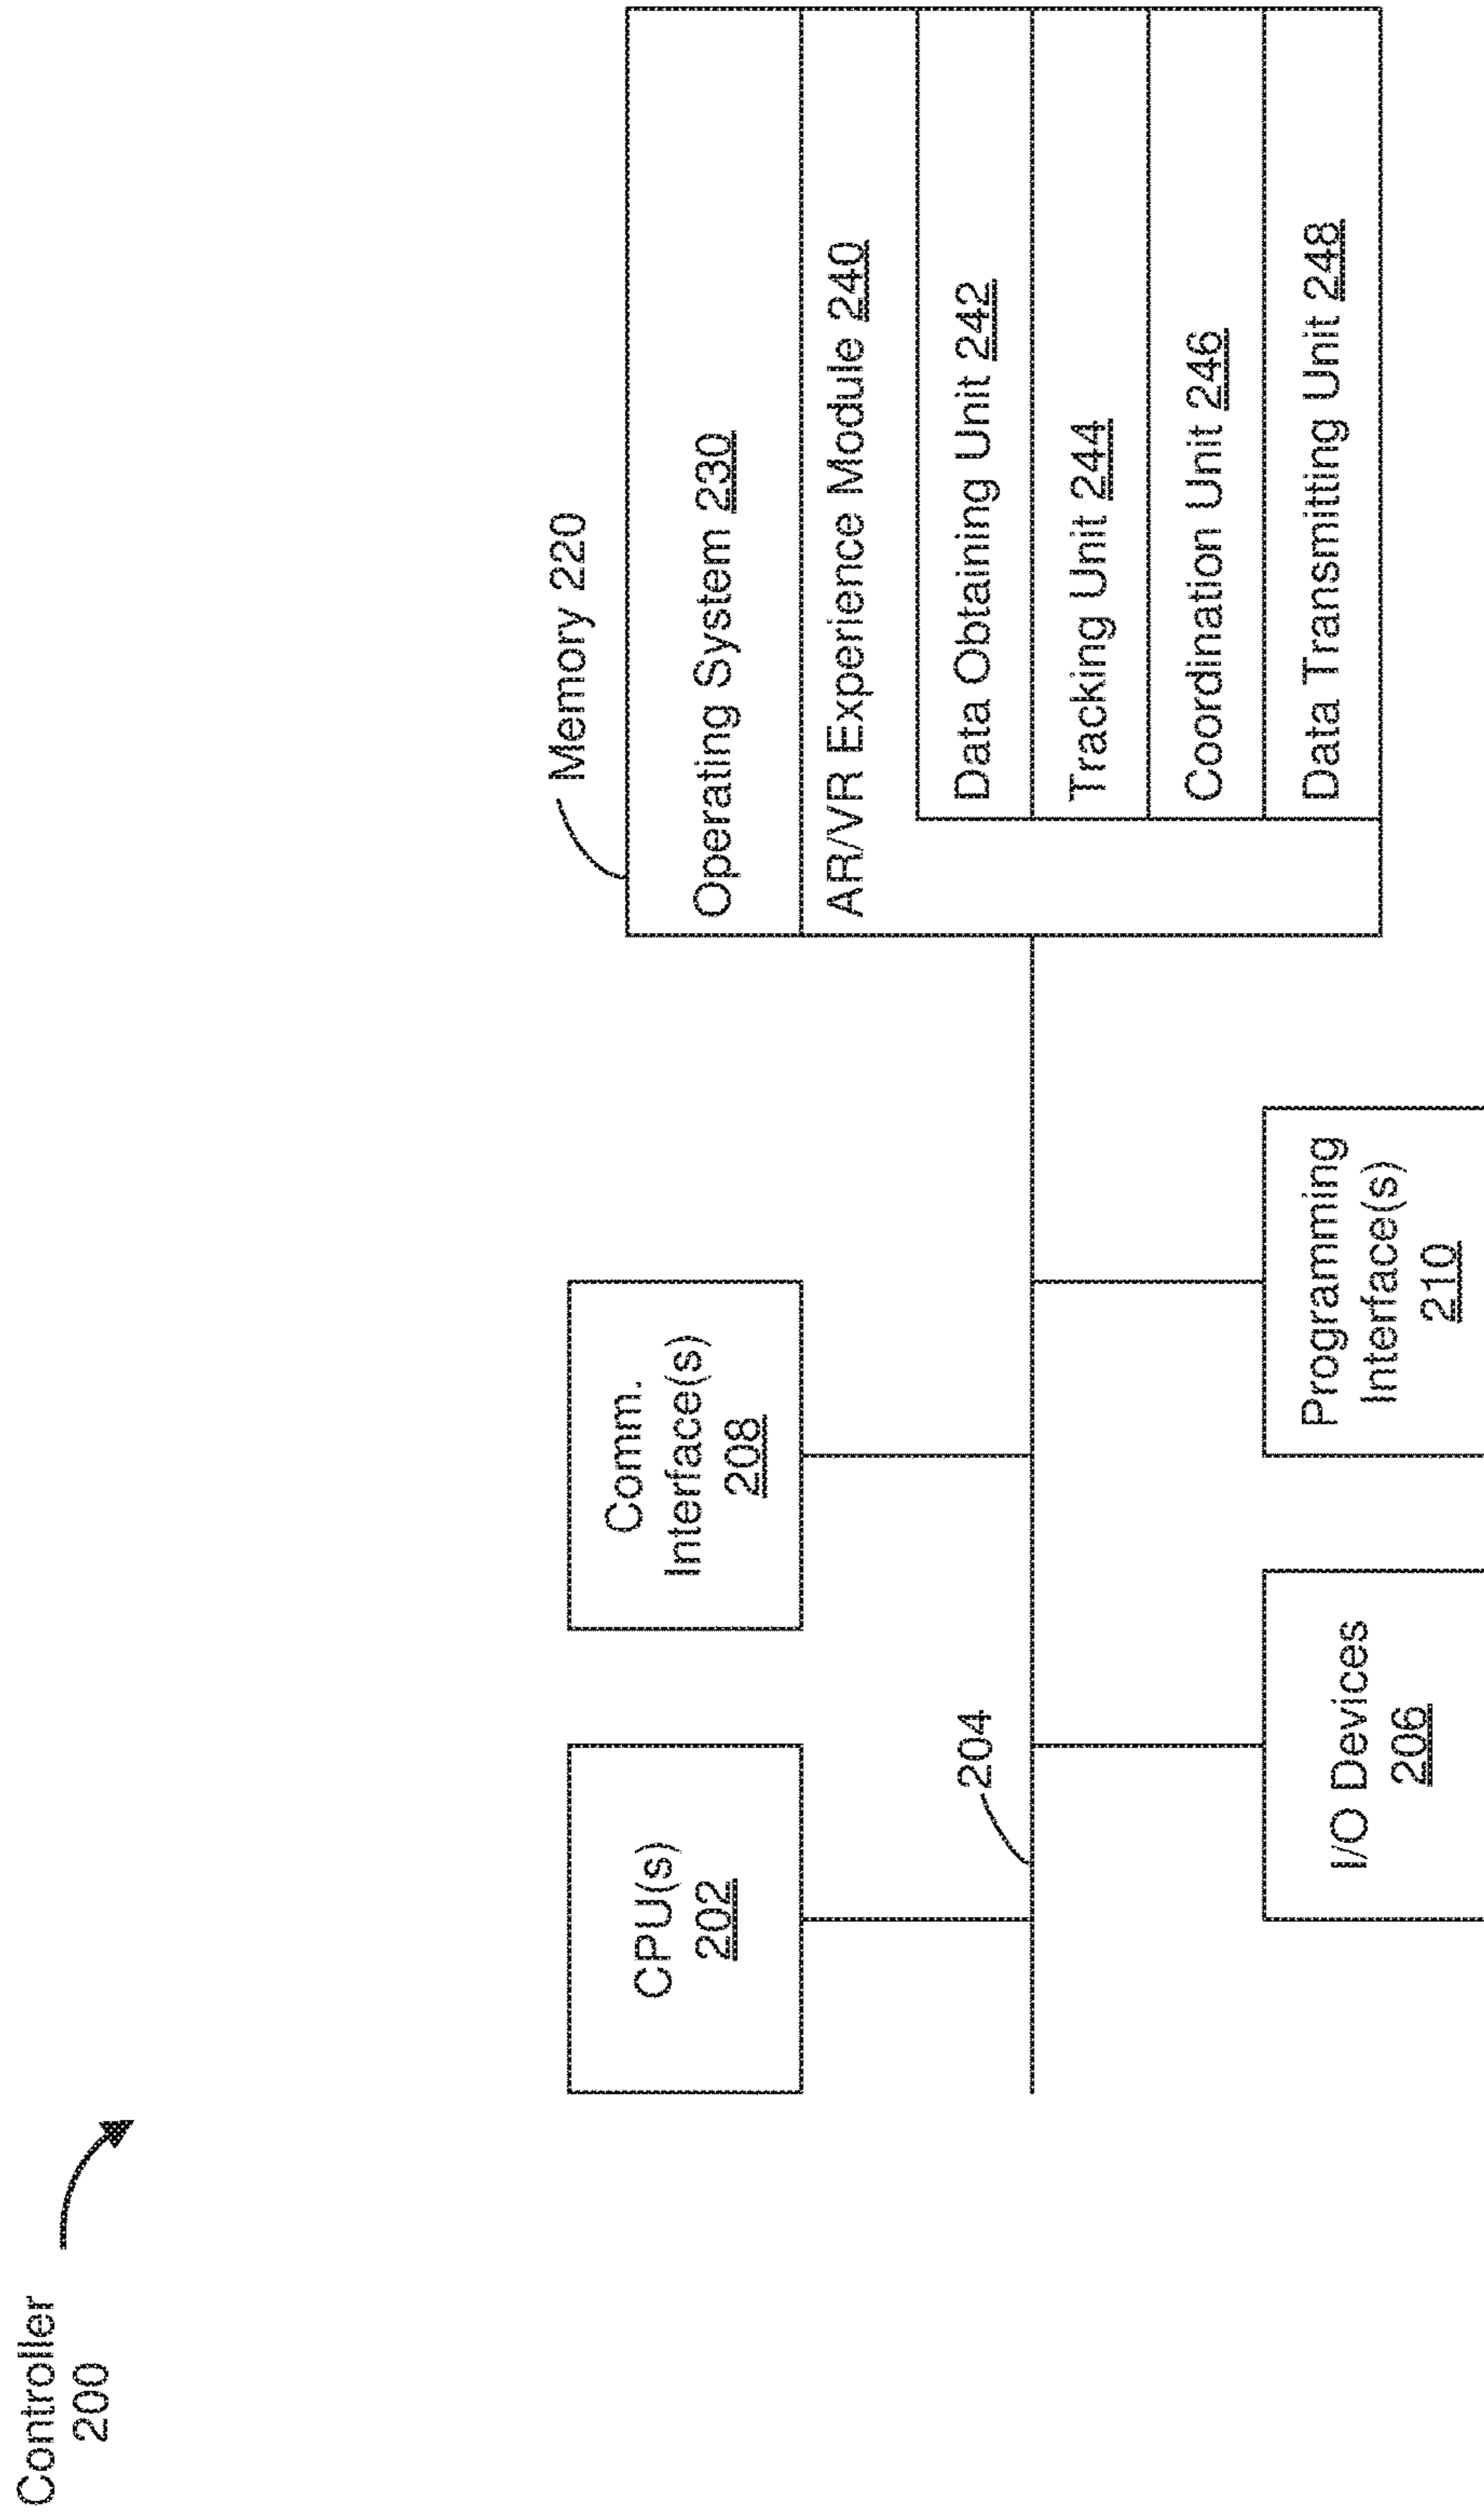 Controller
200
CPU(s)
202
Comm.
Interface(s)
208
204
I/O Devices
206
Programming
Interface(s)
210
Memory 220
Operating System 230
AR/VR Experience Module 240
Data Obtaining Unit 242
Tracking Unit 244
Coordination Unit 246
Data Transmitting Unit 248